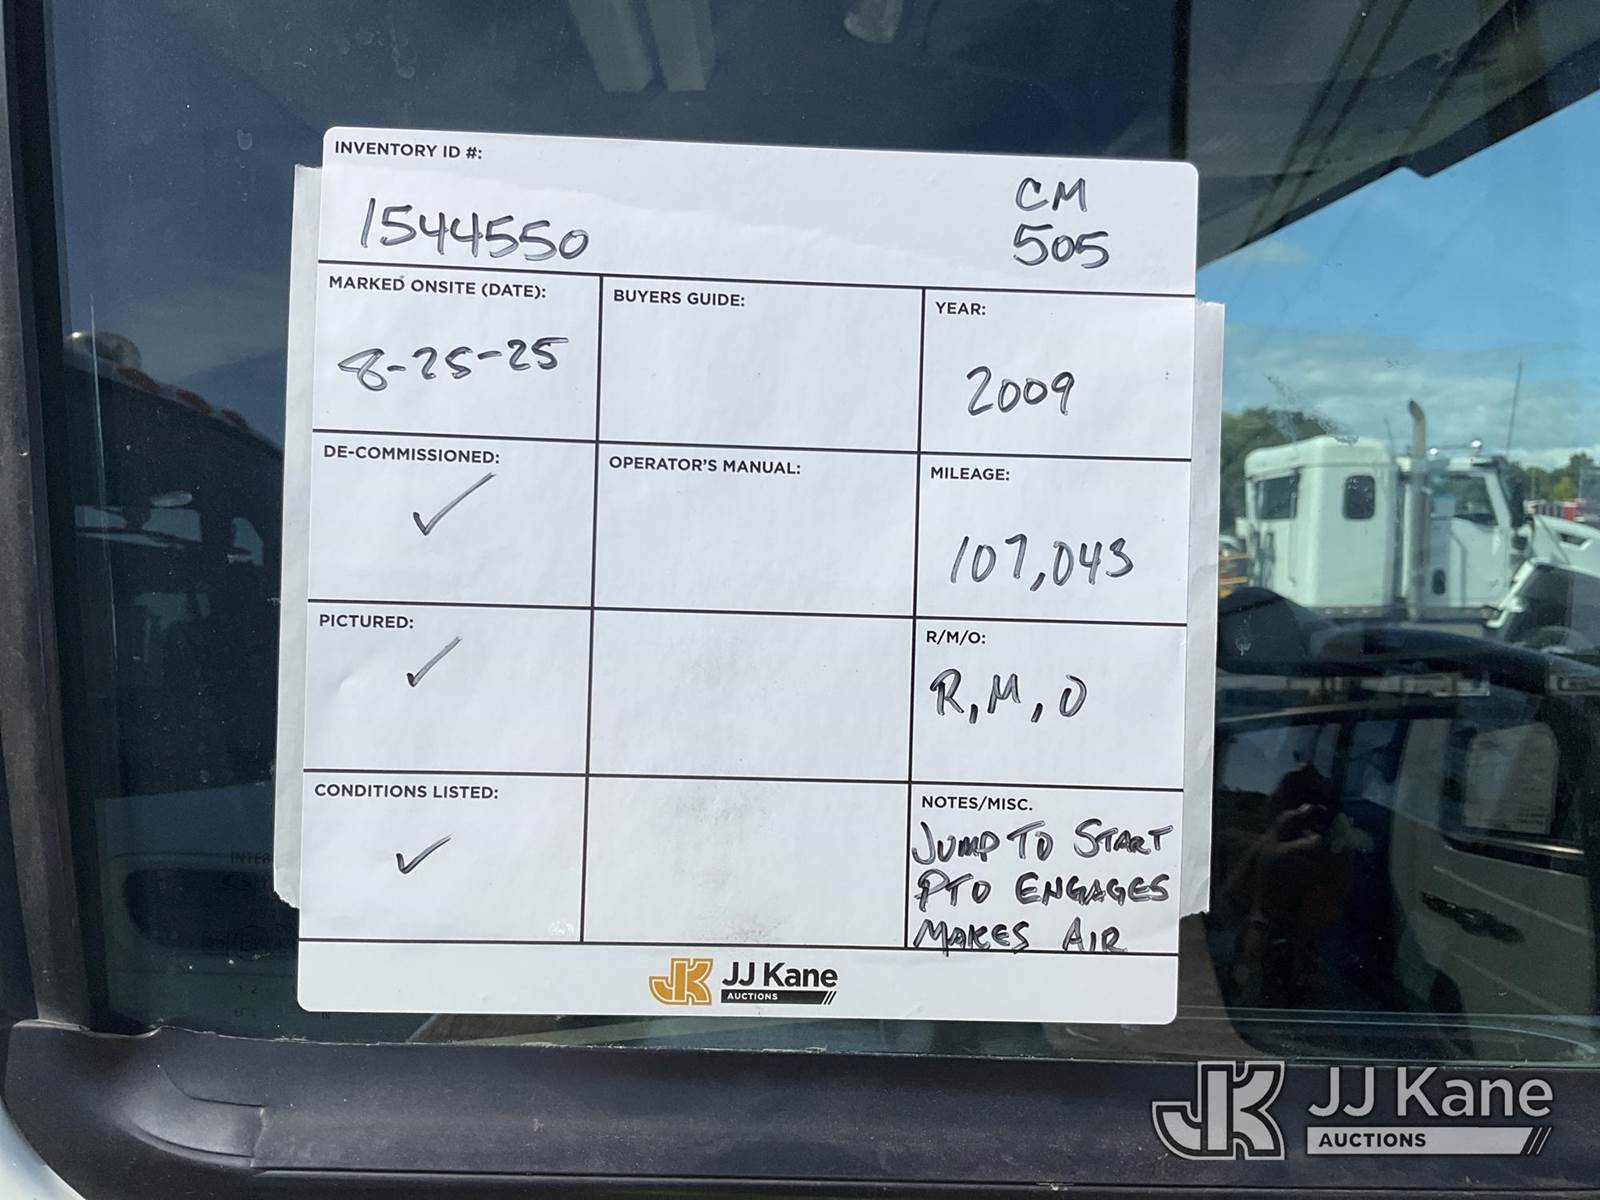 INVENTORY ID #:
1544550
CM
505
MARKED ONSITE (DATE):
8-25-25
BUYERS GUIDE:
YEAR:
2009
DE-COMMISSIONED:
✓
OPERATOR'S MANUAL:
MILEAGE:
107,043
PICTURED:
✓
R/M/O:
R, M, O
CONDITIONS LISTED:
✓
NOTES/MISC.
JUMP TO START
PTO ENGAGES
MAKES AIR
JK JJ Kane
AUCTIONS
JK JJ Kane
AUCTIONS